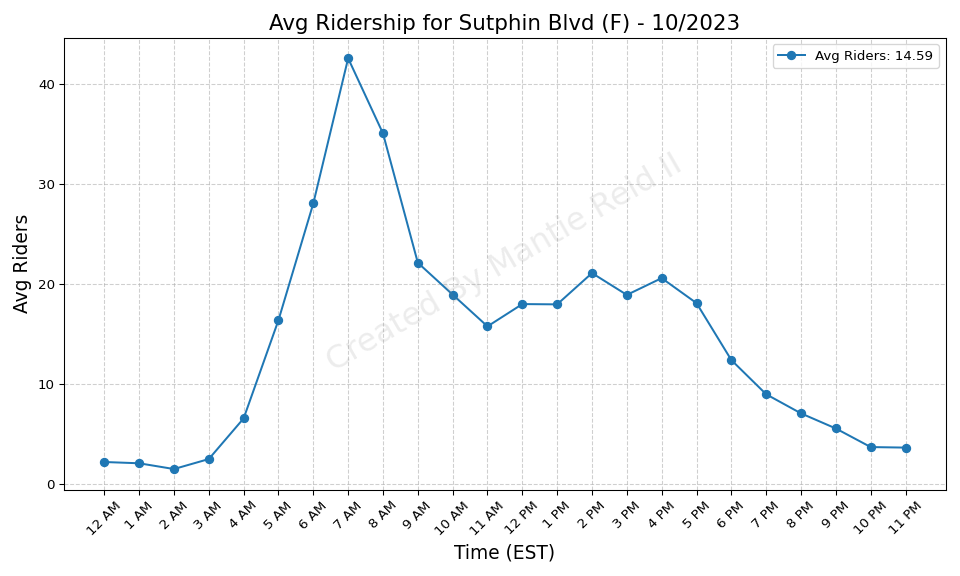 Avg Ridership for Sutphin Blvd (F) - 10/2023
Avg Riders: 14.59
Avg Riders
40
30
20
10
0
Created By Mantie Reid II
12 AM 1 AM 2 AM 3 AM 4 AM 5 AM 6 AM 7 AM 8 AM 9 AM 10 AM 11 AM 12 PM 1 PM 2 PM 3 PM 4 PM 5 PM 6 PM 7 PM 8 PM 9 PM 10 PM 11 PM
Time (EST)